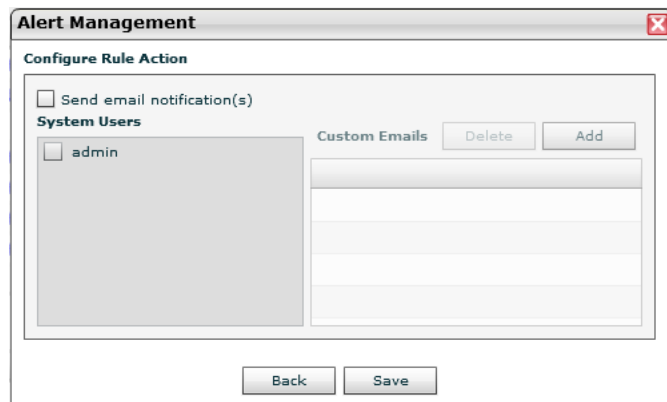 Alert Management
Configure Rule Action
Send email notification(s)
System Users
Custom Emails Delete Add
admin
Back Save